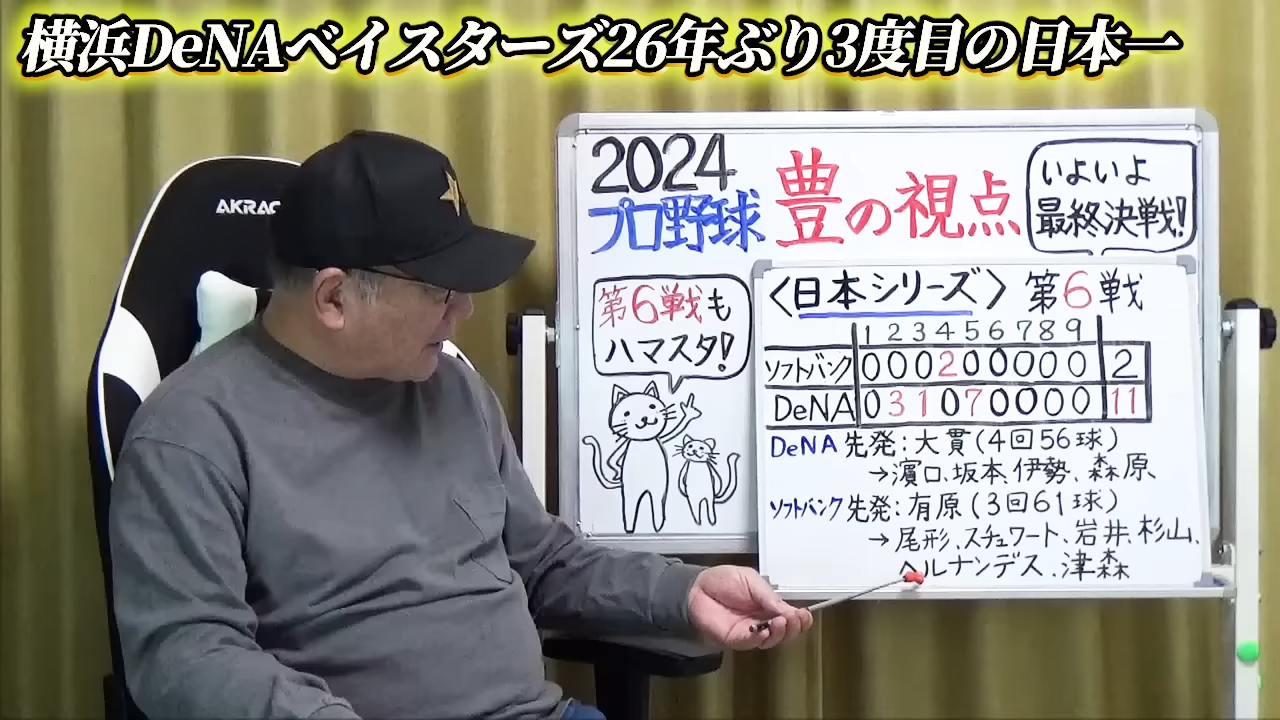 横浜DeNAベイスターズ26年ぶり3度目の日本一
AKRAC
2024
プロ野球
豊の視点
いよいよ
最終決戦!
第6戦も
ハマスタ!
〈日本シリーズ〉 第6戦
1 2 3 4 5 6 7 8 9
ソフトバンク 0 0 0 2 0 0 0 0 0 2
DeNA 0 3 1 0 7 0 0 0 0 11
DeNA 先発:大貫(4回56球)
→濵口、坂本、伊勢、森原、
ソフトバンク先発:有原(3回61球)
→尾形、スチュワート、岩井、杉山、
ヘルナンデス、津森